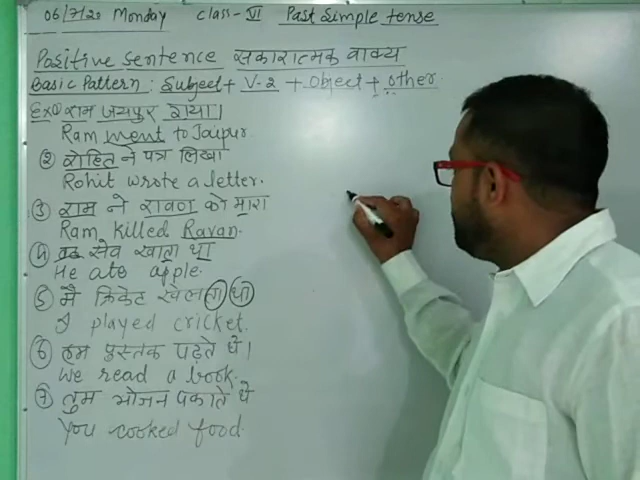 06/7/20 Monday class-VI Past Simple tense
Positive sentence सकारात्मक वाक्य
Basic Pattern: Subject + V-2 + Object + other
Ex① राम जयपुर गया।
Ram went to Jaipur.
② रोहित ने पत्र लिखा
Rohit wrote a letter.
③ राम ने रावण को मारा
Ram killed Ravan.
④ वह सेव खाता था
He ate apple.
⑤ मै क्रिकेट खेलता था
I played cricket.
⑥ हम पुस्तक पढ़ते थे।
We read a book.
⑦ तुम भोजन पकाते थे
You cooked food.